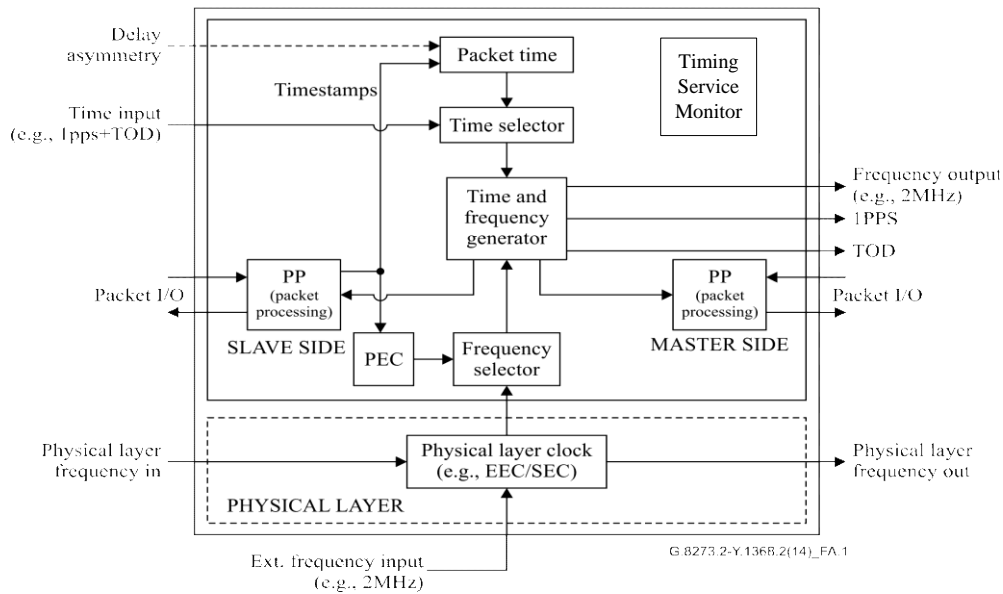 Delay
asymmetry
Packet time
Timing
Service
Monitor
Timestamps
Time input
(e.g., 1pps+TOD)
Time selector
Time and
frequency
generator
Frequency output
(e.g., 2MHz)
1PPS
TOD
PP
(packet
processing)
Packet I/O
SLAVE SIDE
PP
(packet
processing)
Packet I/O
MASTER SIDE
PEC
Frequency
selector
Physical layer
frequency in
Physical layer clock
(e.g., EEC/SEC)
Physical layer
frequency out
PHYSICAL LAYER
Ext. frequency input
(e.g., 2MHz)
G.8273.2-Y.1368.2(14)_FA.1